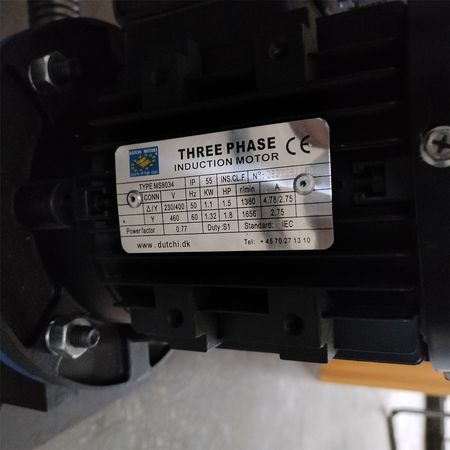 DUTCHI MOTORS
THREE PHASE
INDUCTION MOTOR
CE
TYPE MS8034 IP 55 INS.CL.F N°:
CONN V Hz KW HP r/min A
Δ/Y 230/400 50 1.1 1.5 1380 4.78/2.75
Y 460 60 1.32 1.8 1656 2.75
Power factor 0.77 Duty:S1 Standard: IEC
www.dutchi.dk Tel: +45 70 27 13 10